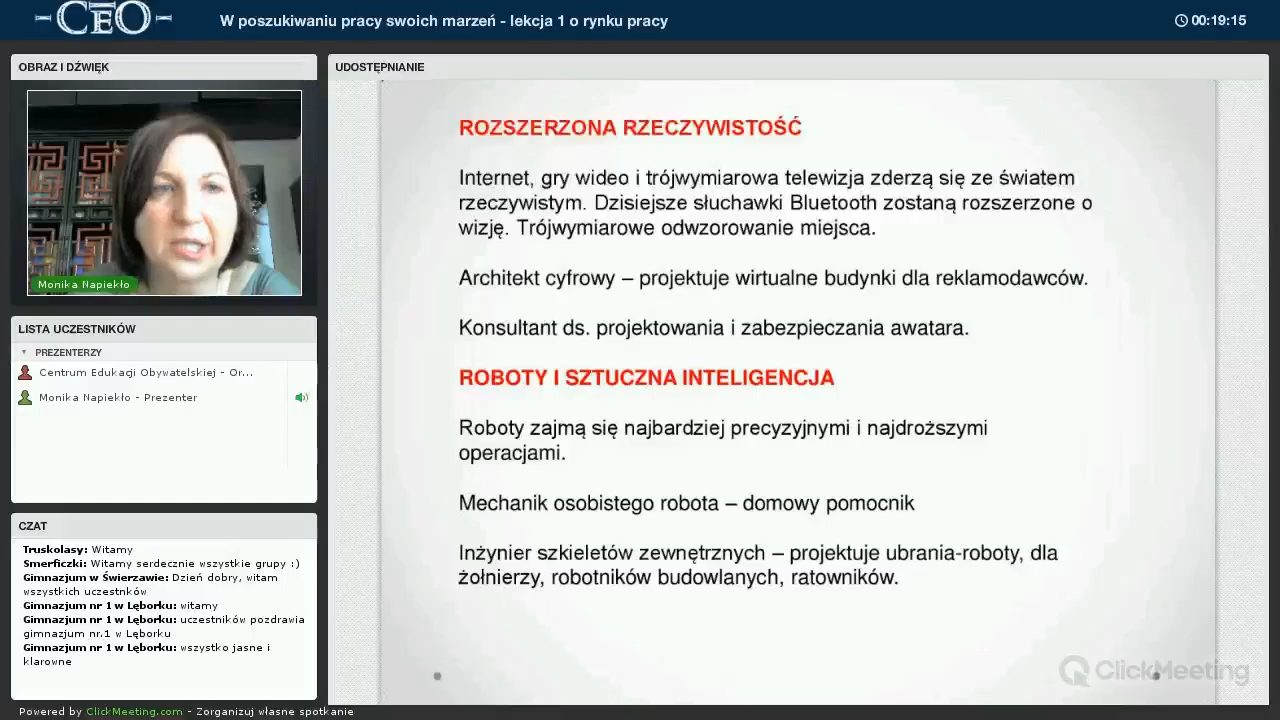 CEO
W poszukiwaniu pracy swoich marzeń - lekcja 1 o rynku pracy
00:19:15
OBRAZ I DŹWIĘK
Monika Napiekło
LISTA UCZESTNIKÓW
PREZENTERZY
Centrum Edukacji Obywatelskiej - Or...
Monika Napiekło - Prezenter
CZAT
Truskolasy: Witamy
Smerficzki: Witamy serdecznie wszystkie grupy :)
Gimnazjum w Świerzawie: Dzień dobry, witam
wszystkich uczestnków
Gimnazjum nr 1 w Lęborku: witamy
Gimnazjum nr 1 w Lęborku: uczestników pozdrawia
gimnazjum nr.1 w Lęborku
Gimnazjum nr 1 w Lęborku: wszystko jasne i
klarowne
UDOSTĘPNIANIE
ROZSZERZONA RZECZYWISTOŚĆ
Internet, gry wideo i trójwymiarowa telewizja zderzą się ze światem
rzeczywistym. Dzisiejsze słuchawki Bluetooth zostaną rozszerzone o
wizję. Trójwymiarowe odwzorowanie miejsca.
Architekt cyfrowy – projektuje wirtualne budynki dla reklamodawców.
Konsultant ds. projektowania i zabezpieczania awatara.
ROBOTY I SZTUCZNA INTELIGENCJA
Roboty zajmą się najbardziej precyzyjnymi i najdroższymi
operacjami.
Mechanik osobistego robota – domowy pomocnik
Inżynier szkieletów zewnętrznych – projektuje ubrania-roboty, dla
żołnierzy, robotników budowlanych, ratowników.
ClickMeeting
Powered by ClickMeeting.com - Zorganizuj własne spotkanie